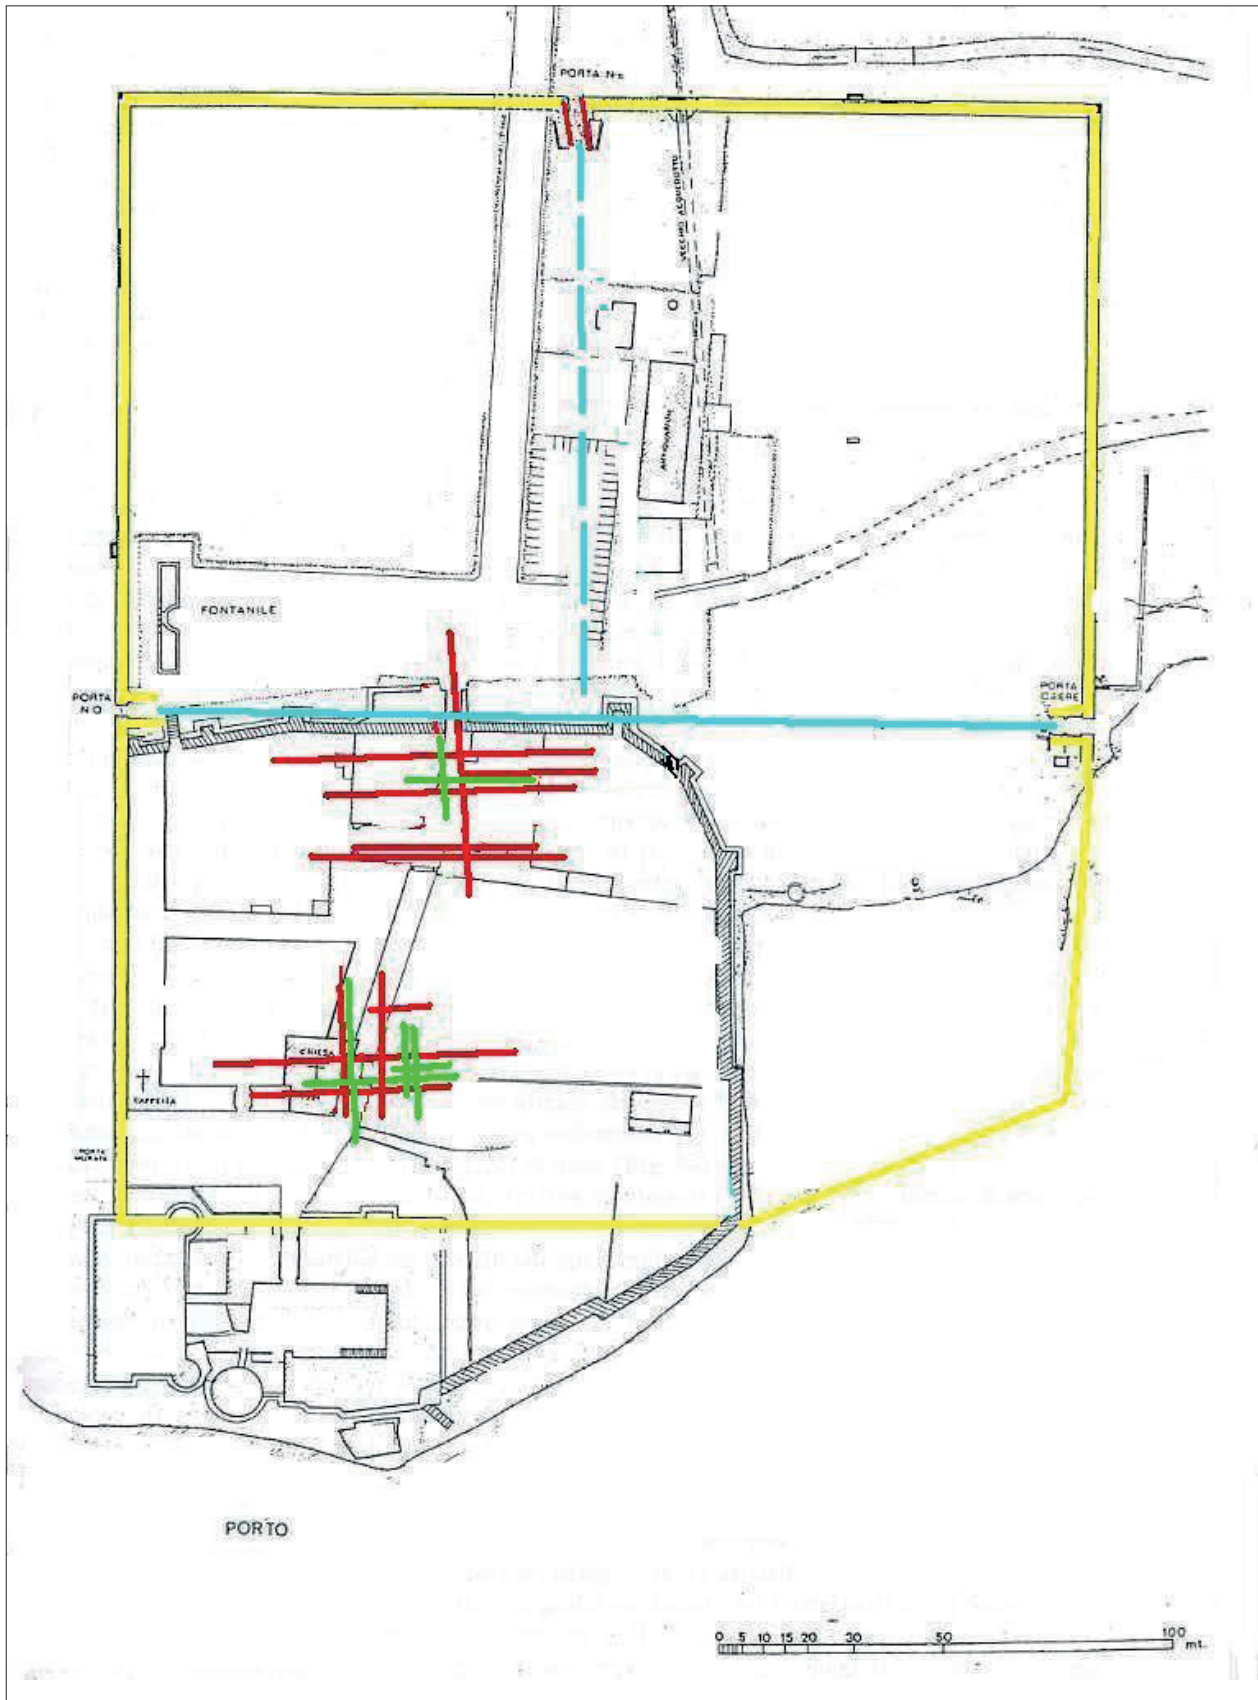 PORTA N-E
VECCHIO ACQUEDOTTO
ANTIQUARIUM
FONTANILE
PORTA
N O
PORTA
CAERE
CHIESA
CAPPELLA
PORTA
MURATA
PORTO
0 5 10 15 20 30 50 100 mt.